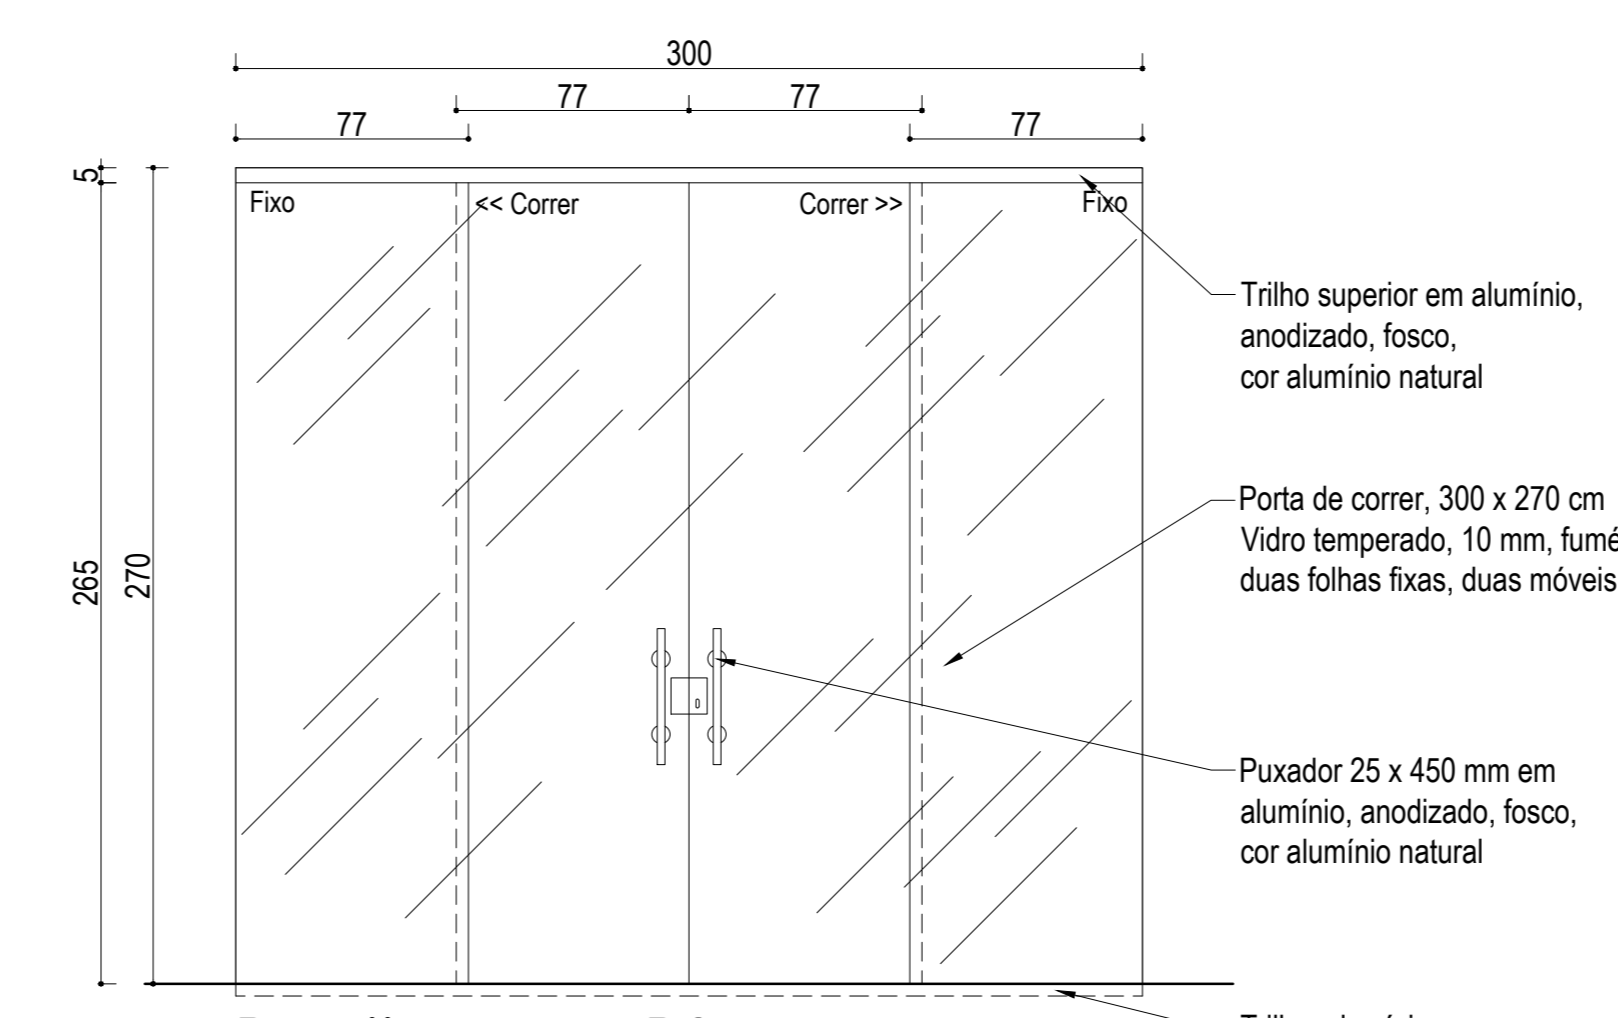 300
77 77
77 77
5
Fixo << Correr Correr >> Fixo
Trilho superior em alumínio,
anodizado, fosco,
cor alumínio natural
Porta de correr, 300 x 270 cm
Vidro temperado, 10 mm, fumê
duas folhas fixas, duas móveis
265 270
Puxador 25 x 450 mm em
alumínio, anodizado, fosco,
cor alumínio natural